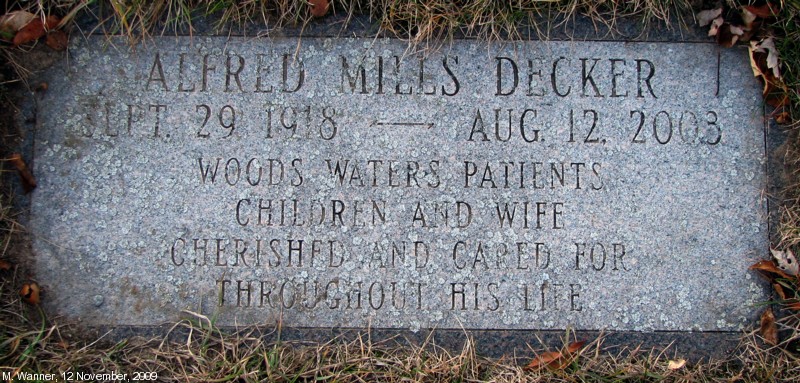 ALFRED MILLS DECKER
SEPT. 29 1918 — AUG. 12, 2003
WOODS WATERS PATIENTS
CHILDREN AND WIFE
CHERISHED AND CARED FOR
THROUGHOUT HIS LIFE
M. Wanner, 12 November, 2009